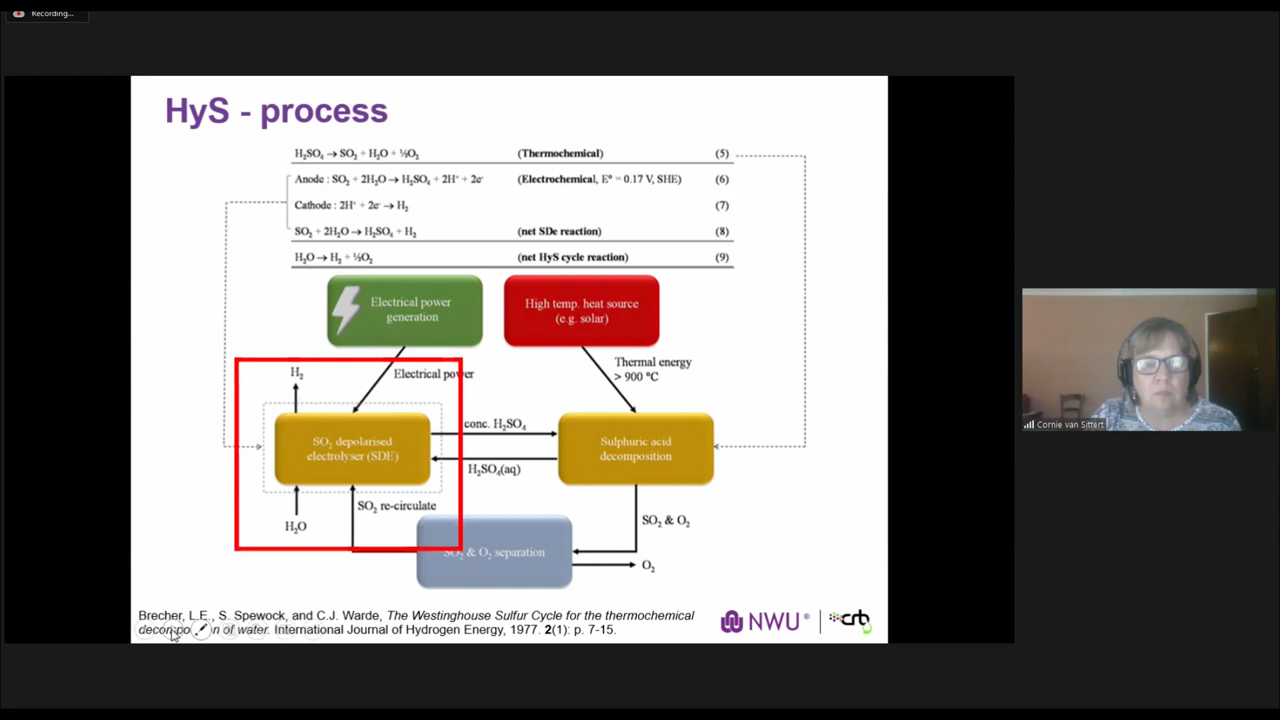 Recording...
HyS - process
H₂SO₄ → SO₂ + H₂O + ½O₂ (Thermochemical) (5)
Anode : SO₂ + 2H₂O → H₂SO₄ + 2H⁺ + 2e⁻ (Electrochemical, E° = 0.17 V, SHE) (6)
Cathode : 2H⁺ + 2e⁻ → H₂ (7)
SO₂ + 2H₂O → H₂SO₄ + H₂ (net SDe reaction) (8)
H₂O → H₂ + ½O₂ (net HyS cycle reaction) (9)
Electrical power
generation
High temp. heat source
(e.g. solar)
H₂
Electrical power
Thermal energy
> 900 °C
SO₂ depolarised
electrolyser (SDE)
conc. H₂SO₄
H₂SO₄(aq)
Sulphuric acid
decomposition
SO₂ re-circulate
H₂O
SO₂ & O₂
SO₂ & O₂ separation
O₂
Brecher, L.E., S. Spewock, and C.J. Warde, The Westinghouse Sulfur Cycle for the thermochemical
of water. International Journal of Hydrogen Energy, 1977. 2(1): p. 7-15.
NWU®
crb
Cornie van Sittert